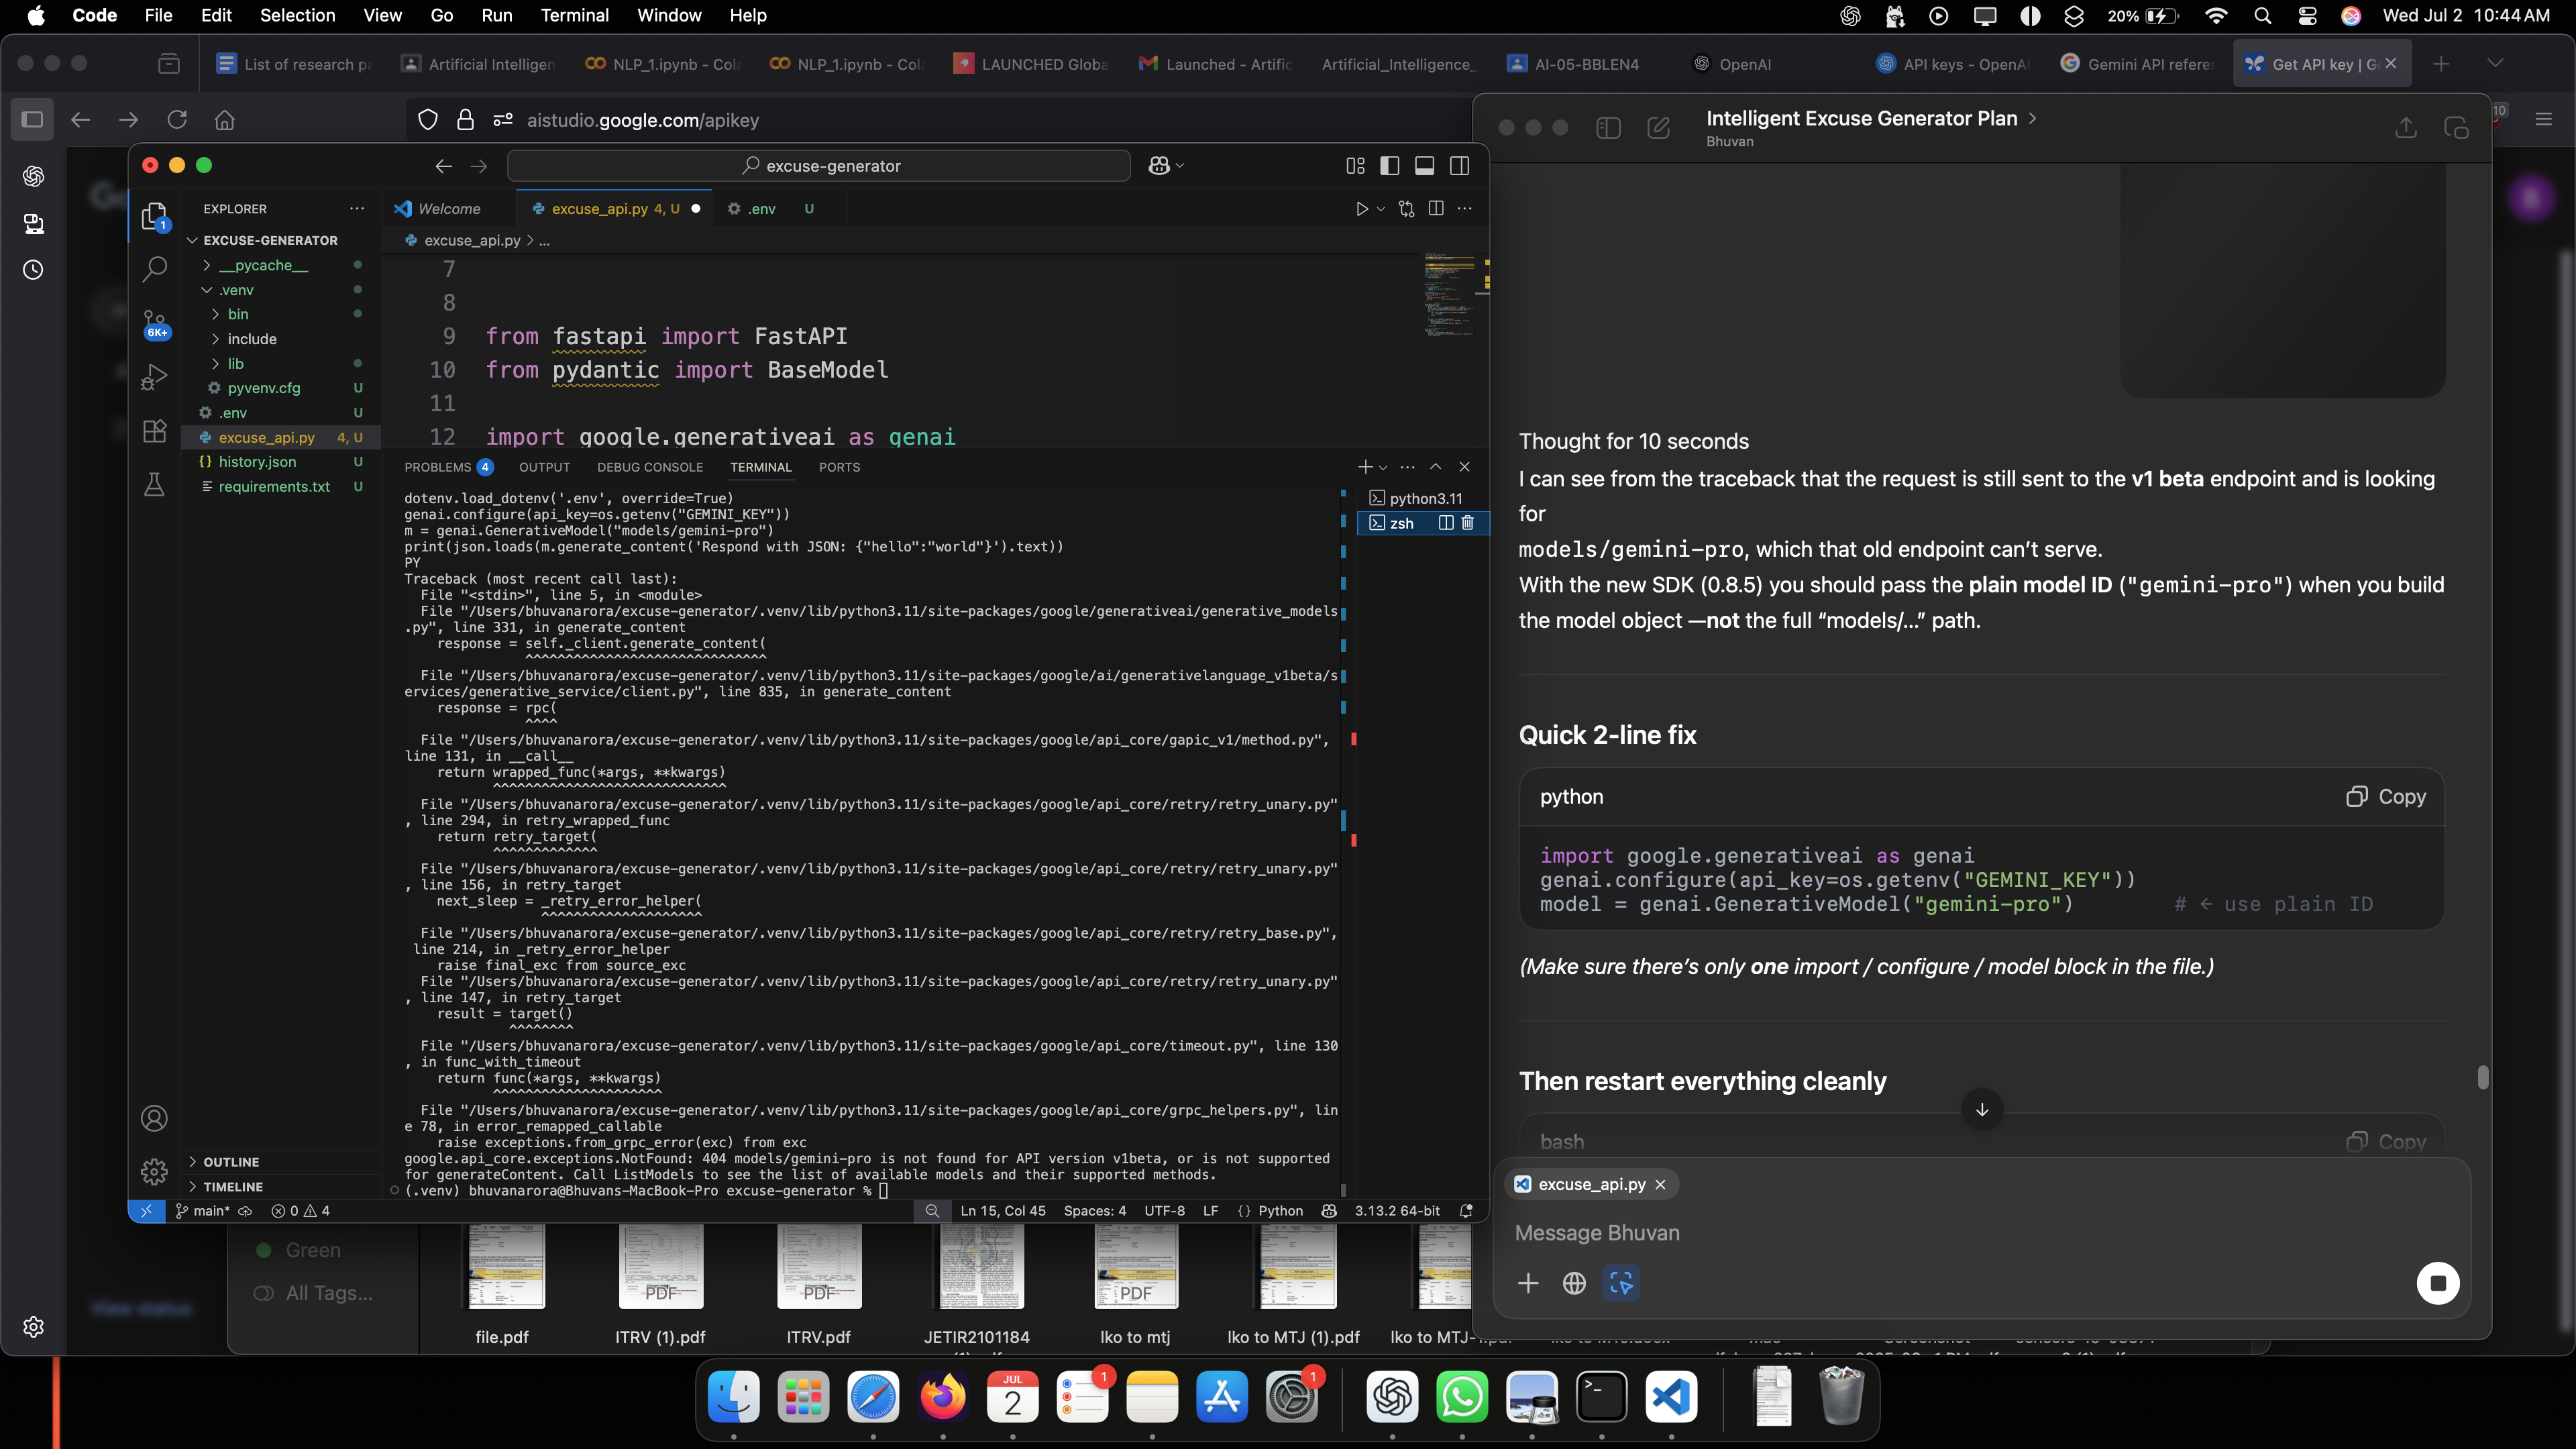 Code File Edit Selection View Go Run Terminal Window Help
20% Wed Jul 2 10:44 AM
List of research pa
Artificial Intelligen
NLP_1.ipynb - Cola
NLP_1.ipynb - Cola
LAUNCHED Globa
Launched - Artific
Artificial_Intelligence_
AI-05-BBLEN4
OpenAI
API keys - OpenAI
Gemini API referen
Get API key | G
aistudio.google.com/apikey
excuse-generator
EXPLORER
Welcome
excuse_api.py 4, U
.env U
EXCUSE-GENERATOR
excuse_api.py > ...
1
6K+
__pycache__
.venv
bin
include
lib
pyvenv.cfg U
.env U
excuse_api.py 4, U
history.json U
requirements.txt U
OUTLINE
TIMELINE
7
8
9 from fastapi import FastAPI
10 from pydantic import BaseModel
11
12 import google.generativeai as genai
PROBLEMS 4 OUTPUT DEBUG CONSOLE TERMINAL PORTS
python3.11
zsh
dotenv.load_dotenv('.env', override=True)
genai.configure(api_key=os.getenv("GEMINI_KEY"))
m = genai.GenerativeModel("models/gemini-pro")
print(json.loads(m.generate_content('Respond with JSON: {"hello":"world"}').text))
PY
Traceback (most recent call last):
File "<stdin>", line 5, in <module>
File "/Users/bhuvanarora/excuse-generator/.venv/lib/python3.11/site-packages/google/generativeai/generative_models
.py", line 331, in generate_content
response = self._client.generate_content(
^^^^^^^^^^^^^^^^^^^^^^^^^^^^^^
File "/Users/bhuvanarora/excuse-generator/.venv/lib/python3.11/site-packages/google/ai/generativelanguage_v1beta/s
ervices/generative_service/client.py", line 835, in generate_content
response = rpc(
^^^^
File "/Users/bhuvanarora/excuse-generator/.venv/lib/python3.11/site-packages/google/api_core/gapic_v1/method.py",
line 131, in __call__
return wrapped_func(*args, **kwargs)
^^^^^^^^^^^^^^^^^^^^^^^^^^^^^
File "/Users/bhuvanarora/excuse-generator/.venv/lib/python3.11/site-packages/google/api_core/retry/retry_unary.py"
, line 294, in retry_wrapped_func
return retry_target(
^^^^^^^^^^^^^
File "/Users/bhuvanarora/excuse-generator/.venv/lib/python3.11/site-packages/google/api_core/retry/retry_unary.py"
, line 156, in retry_target
next_sleep = _retry_error_helper(
^^^^^^^^^^^^^^^^^^^^
File "/Users/bhuvanarora/excuse-generator/.venv/lib/python3.11/site-packages/google/api_core/retry/retry_base.py",
line 214, in _retry_error_helper
raise final_exc from source_exc
File "/Users/bhuvanarora/excuse-generator/.venv/lib/python3.11/site-packages/google/api_core/retry/retry_unary.py"
, line 147, in retry_target
result = target()
^^^^^^^^
File "/Users/bhuvanarora/excuse-generator/.venv/lib/python3.11/site-packages/google/api_core/timeout.py", line 130
, in func_with_timeout
return func(*args, **kwargs)
^^^^^^^^^^^^^^^^^^^^^
File "/Users/bhuvanarora/excuse-generator/.venv/lib/python3.11/site-packages/google/api_core/grpc_helpers.py", lin
e 78, in error_remapped_callable
raise exceptions.from_grpc_error(exc) from exc
google.api_core.exceptions.NotFound: 404 models/gemini-pro is not found for API version v1beta, or is not supported
for generateContent. Call ListModels to see the list of available models and their supported methods.
(.venv) bhuvanarora@Bhuvans-MacBook-Pro excuse-generator %
main* 0 4 Ln 15, Col 45 Spaces: 4 UTF-8 LF {} Python 3.13.2 64-bit
Intelligent Excuse Generator Plan >
Bhuvan
10
Thought for 10 seconds
I can see from the traceback that the request is still sent to the v1 beta endpoint and is looking
for
models/gemini-pro, which that old endpoint can’t serve.
With the new SDK (0.8.5) you should pass the plain model ID ("gemini-pro") when you build
the model object —not the full “models/…” path.
Quick 2-line fix
python Copy
import google.generativeai as genai
genai.configure(api_key=os.getenv("GEMINI_KEY"))
model = genai.GenerativeModel("gemini-pro") # ← use plain ID
(Make sure there’s only one import / configure / model block in the file.)
Then restart everything cleanly
bash Copy
excuse_api.py
Message Bhuvan
View status
Green
All Tags...
PDF
PDF
PDF
file.pdf
ITRV (1).pdf
ITRV.pdf
JETIR2101184
lko to mtj
lko to MTJ (1).pdf
JUL
2
1
1